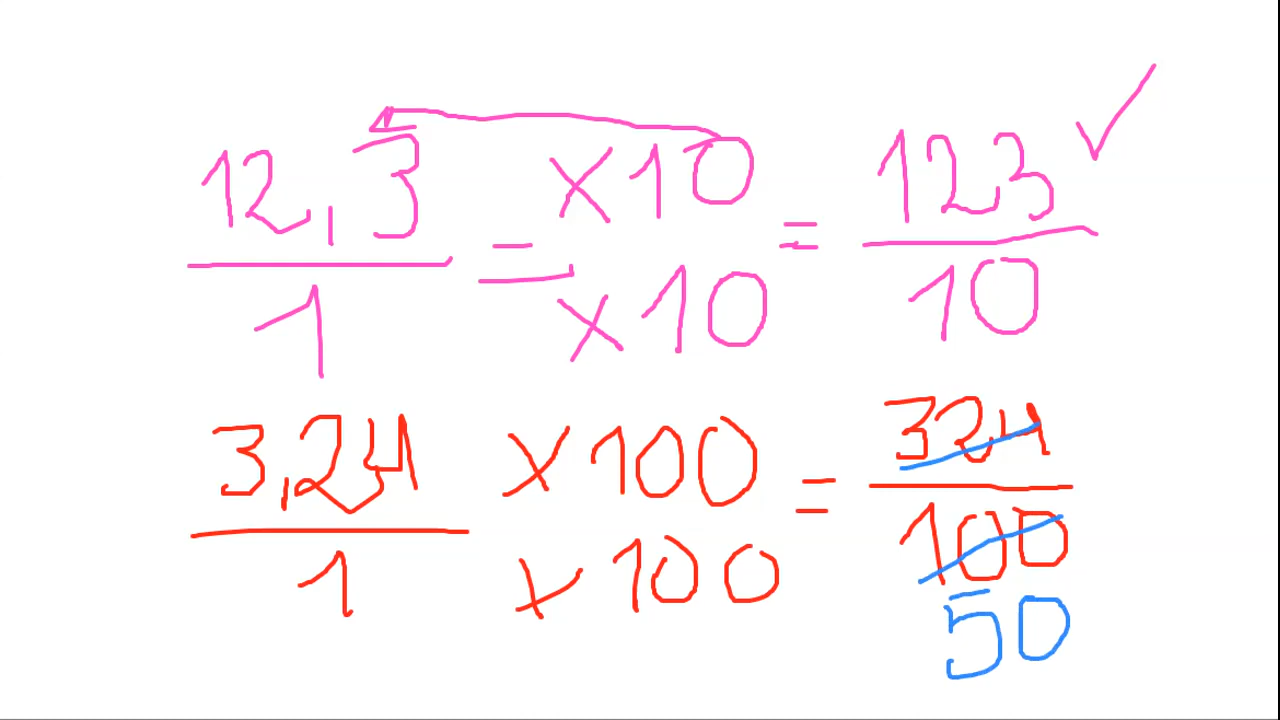 12,3/1 = ×10/×10 = 123/10 ✓
3,24/1 ×100/×100 = 324/100
50